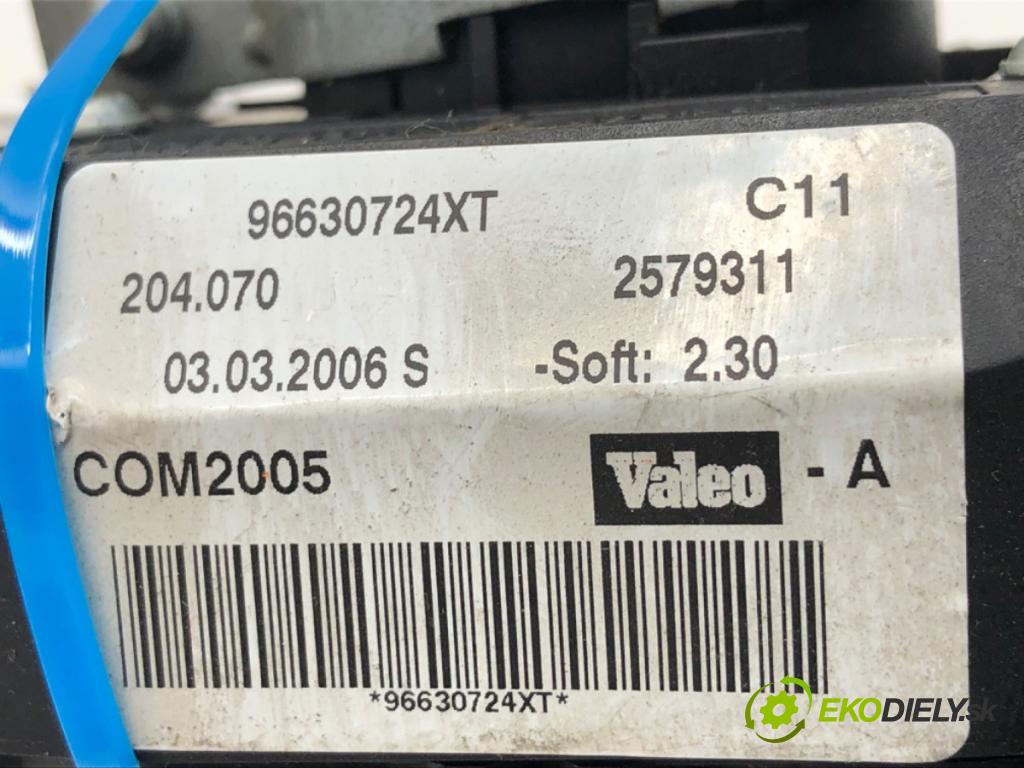 96630724XT C11
204.070 2579311
03.03.2006 S -Soft: 2.30
COM2005 Valeo - A
*96630724XT*
EKODIELY.sk